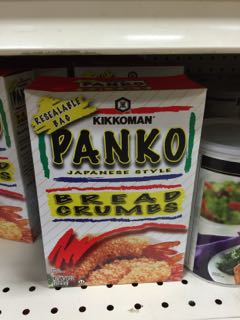 RESEALABLE
BAG
KIKKOMAN
PANKO
JAPANESE STYLE
BREAD
CRUMBS